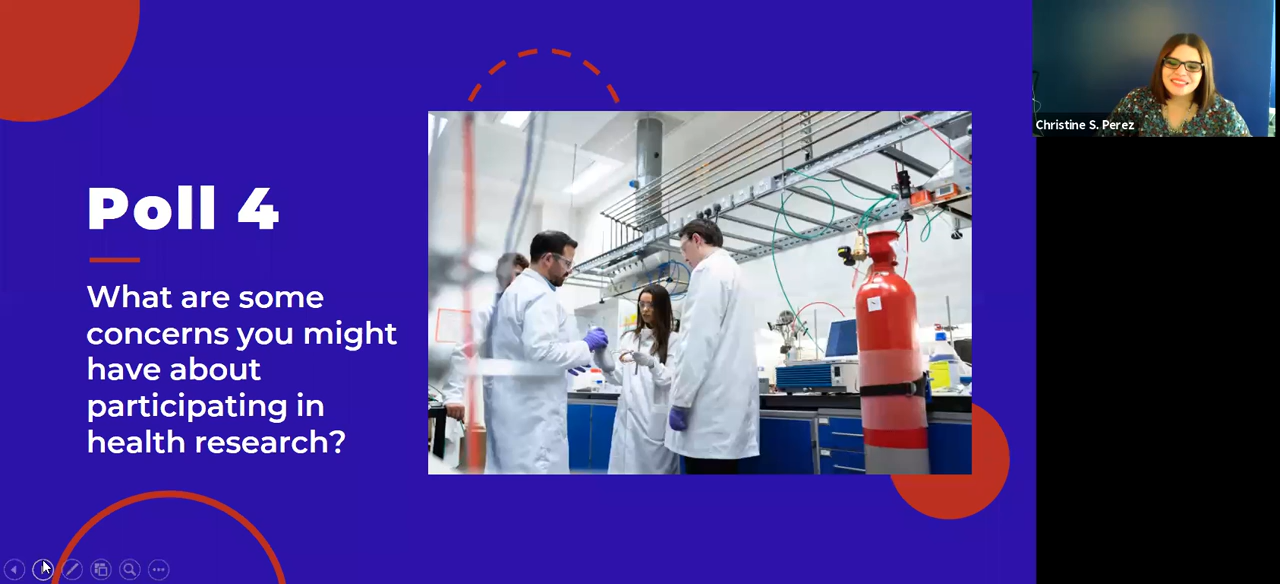 Poll 4
What are some
concerns you might
have about
participating in
health research?
Christine S. Perez